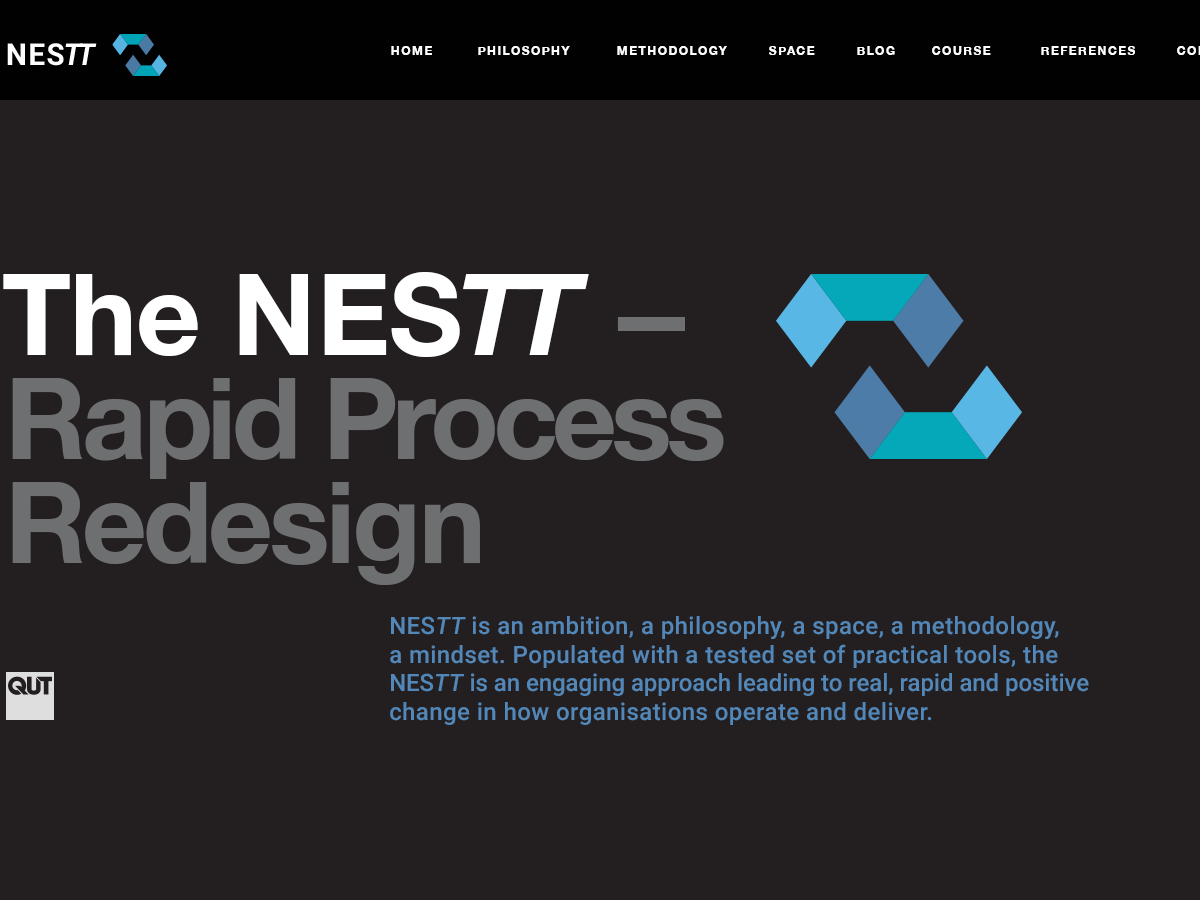 NESTT
HOME PHILOSOPHY METHODOLOGY SPACE BLOG COURSE REFERENCES
The NESTT –
Rapid Process
Redesign
NESTT is an ambition, a philosophy, a space, a methodology,
a mindset. Populated with a tested set of practical tools, the
NESTT is an engaging approach leading to real, rapid and positive
change in how organisations operate and deliver.
QUT